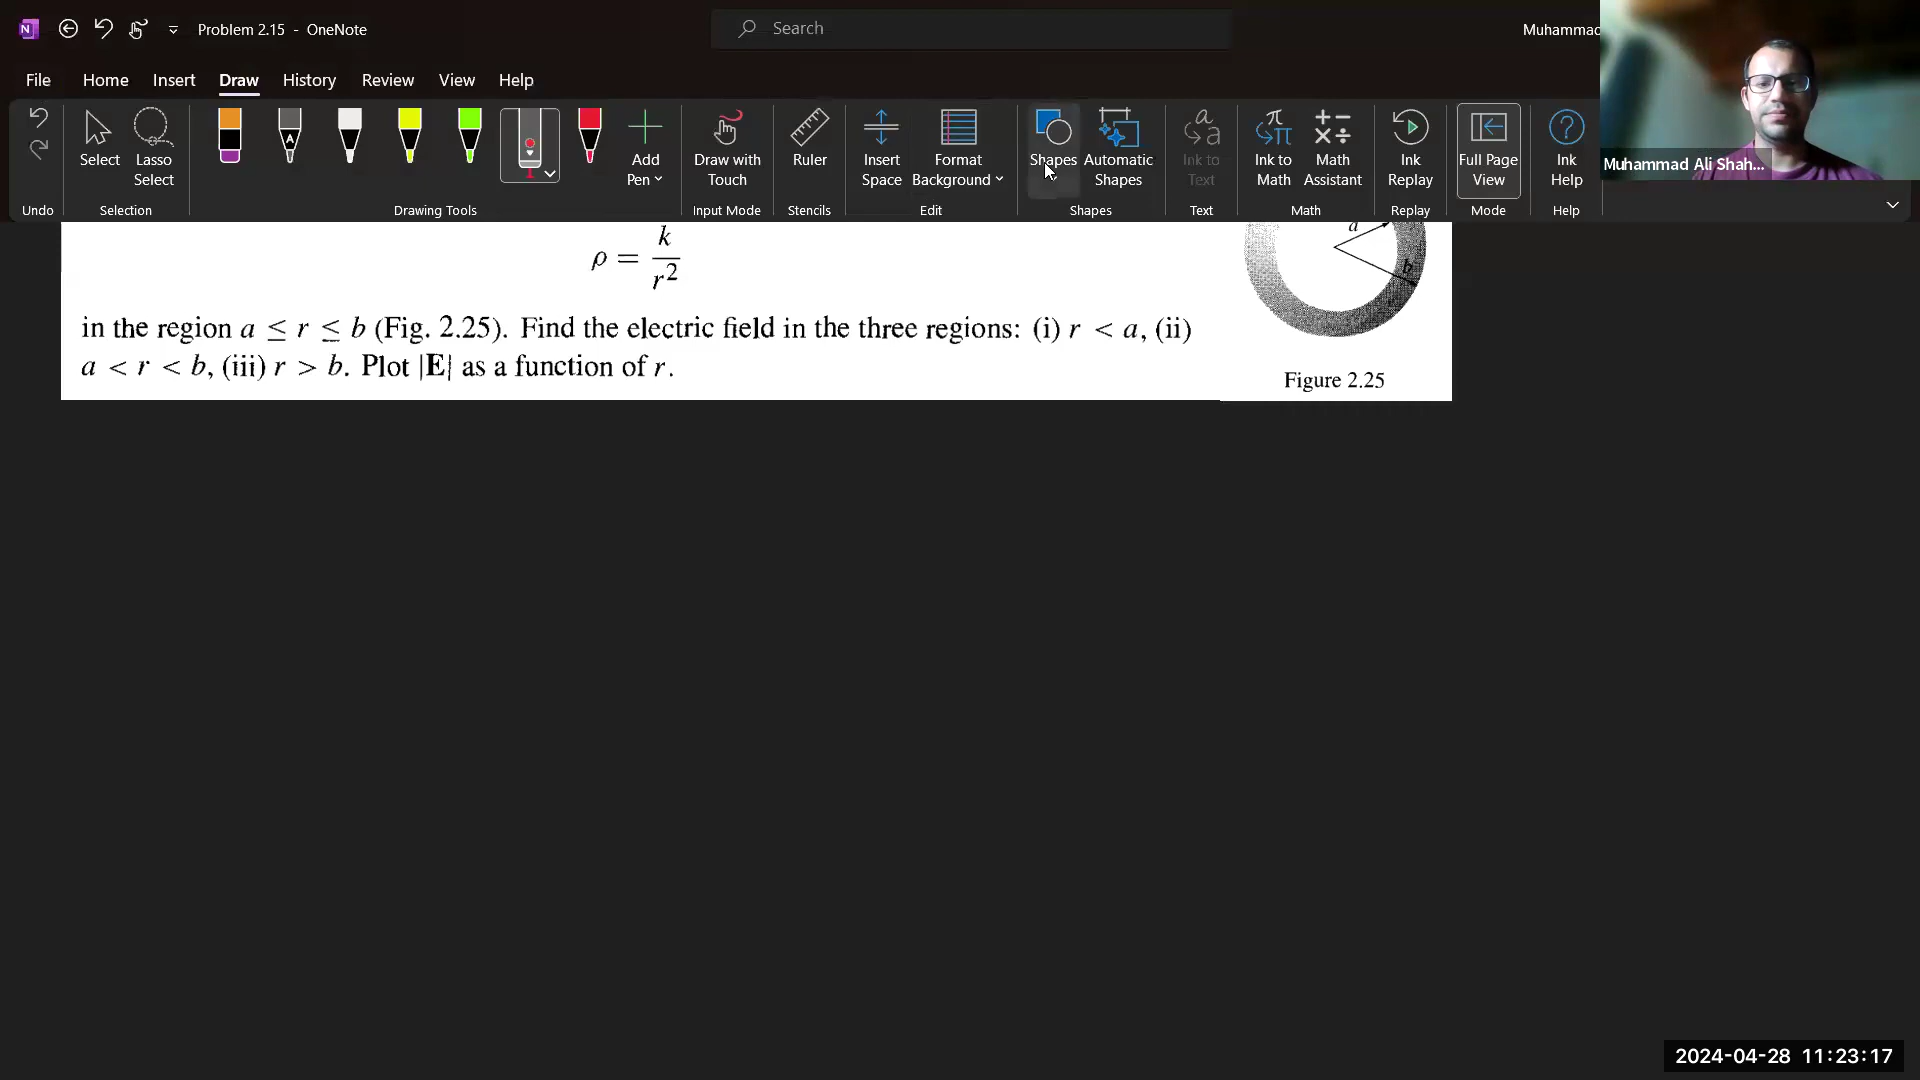 Problem 2.15 - OneNote
Search
Muhammad
File Home Insert Draw History Review View Help
Select
Lasso Select
Add Pen
Draw with Touch
Ruler
Insert Space
Format Background
Shapes
Automatic Shapes
Ink to Text
Ink to Math
Math Assistant
Ink Replay
Full Page View
Ink Help
Muhammad Ali Shah...
Undo Selection Drawing Tools Input Mode Stencils Edit Shapes Text Math Replay Mode Help
ρ = k / r²
a
b
in the region a ≤ r ≤ b (Fig. 2.25). Find the electric field in the three regions: (i) r < a, (ii)
a < r < b, (iii) r > b. Plot |E| as a function of r.
Figure 2.25
2024-04-28 11:23:17